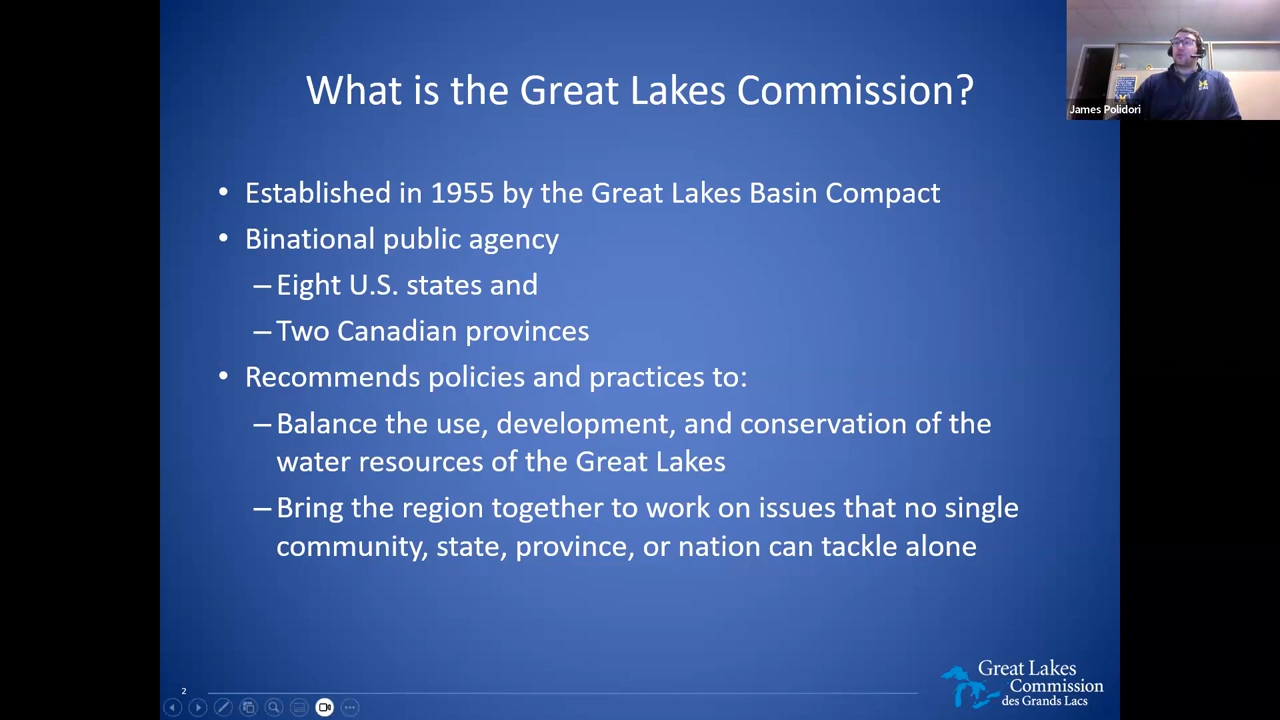 What is the Great Lakes Commission?
James Polidori
• Established in 1955 by the Great Lakes Basin Compact
• Binational public agency
– Eight U.S. states and
– Two Canadian provinces
• Recommends policies and practices to:
– Balance the use, development, and conservation of the
water resources of the Great Lakes
– Bring the region together to work on issues that no single
community, state, province, or nation can tackle alone
2
Great Lakes
Commission
des Grands Lacs